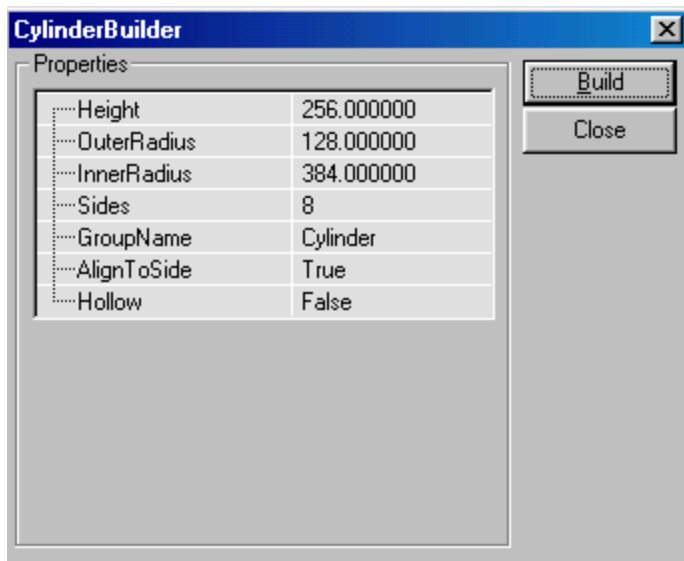 CylinderBuilder
Properties
Height 256.000000
OuterRadius 128.000000
InnerRadius 384.000000
Sides 8
GroupName Cylinder
AlignToSide True
Hollow False
Build
Close